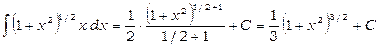 ∫(1+x²)^{1/2} x dx = 1/2 · (1+x²)^{1/2+1}/(1/2+1) + C = 1/3 (1+x²)^{3/2} + C